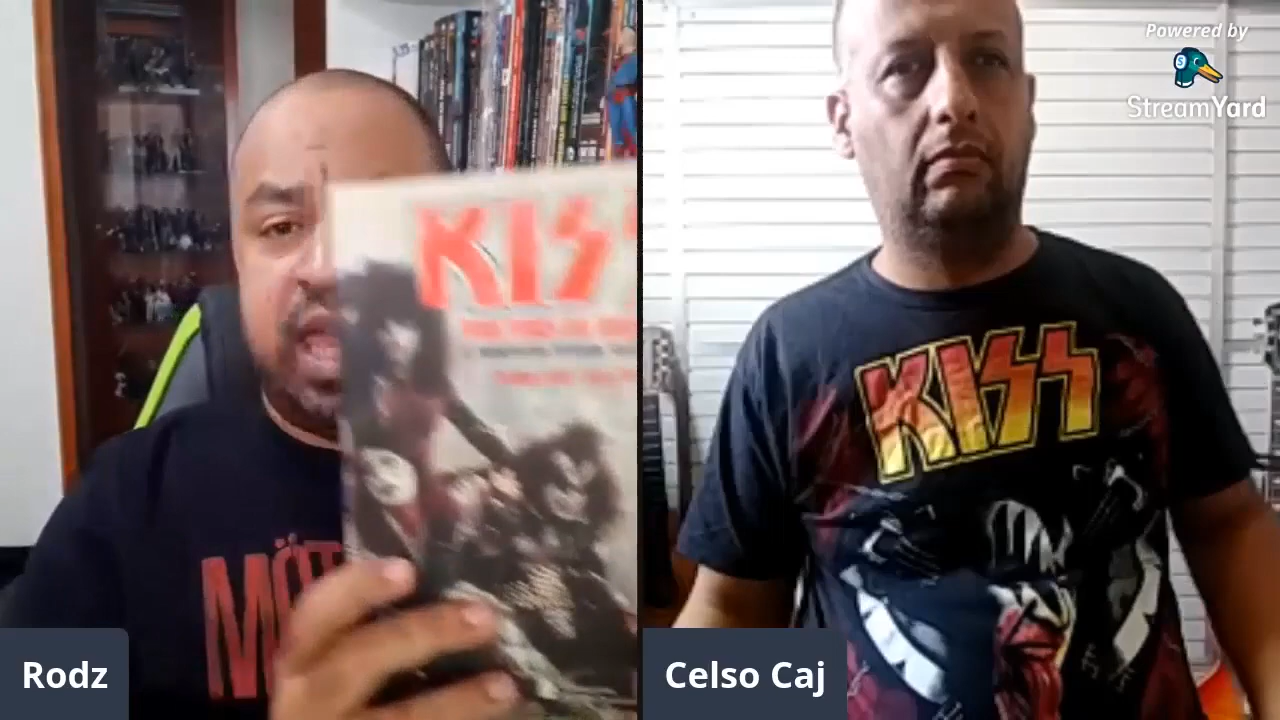 Powered by
StreamYard
KISS
KISS
MÖT
Rodz
Celso Caj